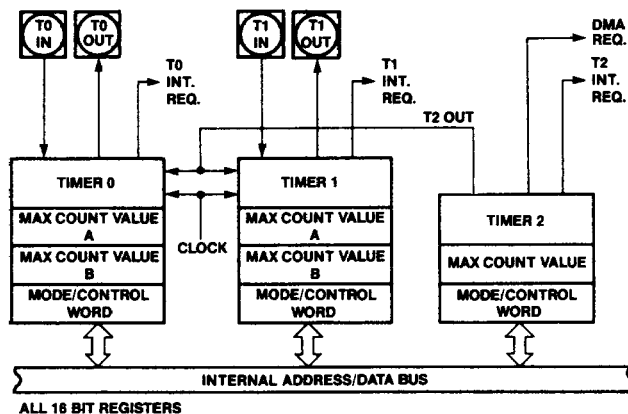 T0
IN
T0
OUT
T1
IN
T1
OUT
DMA
REQ.
T0
INT.
REQ.
T1
INT.
REQ.
T2
INT.
REQ.
T2 OUT
TIMER 0
MAX COUNT VALUE
A
MAX COUNT VALUE
B
MODE/CONTROL
WORD
CLOCK
TIMER 1
MAX COUNT VALUE
A
MAX COUNT VALUE
B
MODE/CONTROL
WORD
TIMER 2
MAX COUNT VALUE
MODE/CONTROL
WORD
INTERNAL ADDRESS/DATA BUS
ALL 16 BIT REGISTERS